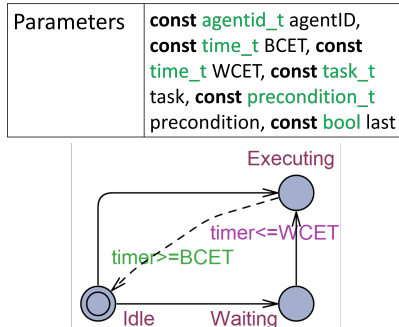 Parameters
const agentid_t agentID,
const time_t BCET, const
time_t WCET, const task_t
task, const precondition_t
precondition, const bool last
Executing
timer<=WCET
timer>=BCET
Idle
Waiting